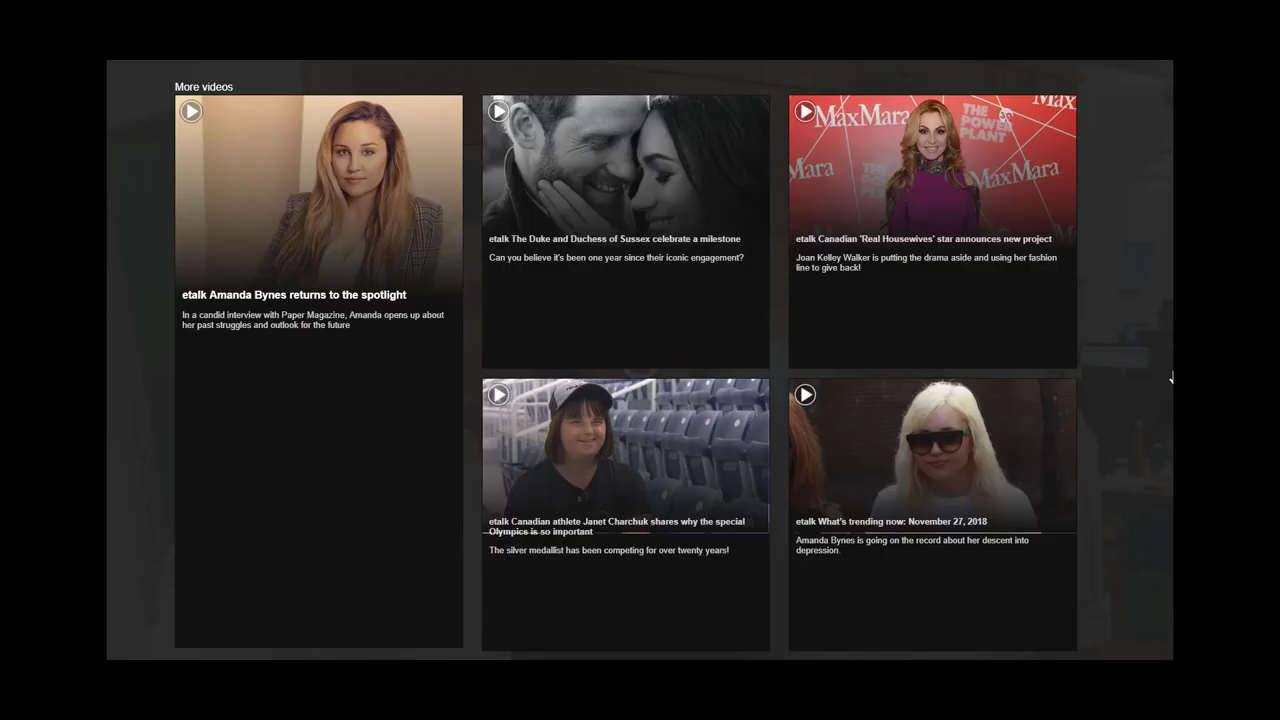 More videos
MaxMara
THE
POWER
PLANT
MaxMara
etalk Amanda Bynes returns to the spotlight
In a candid interview with Paper Magazine, Amanda opens up about
her past struggles and outlook for the future
etalk The Duke and Duchess of Sussex celebrate a milestone
Can you believe it's been one year since their iconic engagement?
etalk Canadian 'Real Housewives' star announces new project
Joan Kelley Walker is putting the drama aside and using her fashion
line to give back!
etalk Canadian athlete Janet Charchuk shares why the special
Olympics is so important
The silver medallist has been competing for over twenty years!
etalk What's trending now: November 27, 2018
Amanda Bynes is going on the record about her descent into
depression.